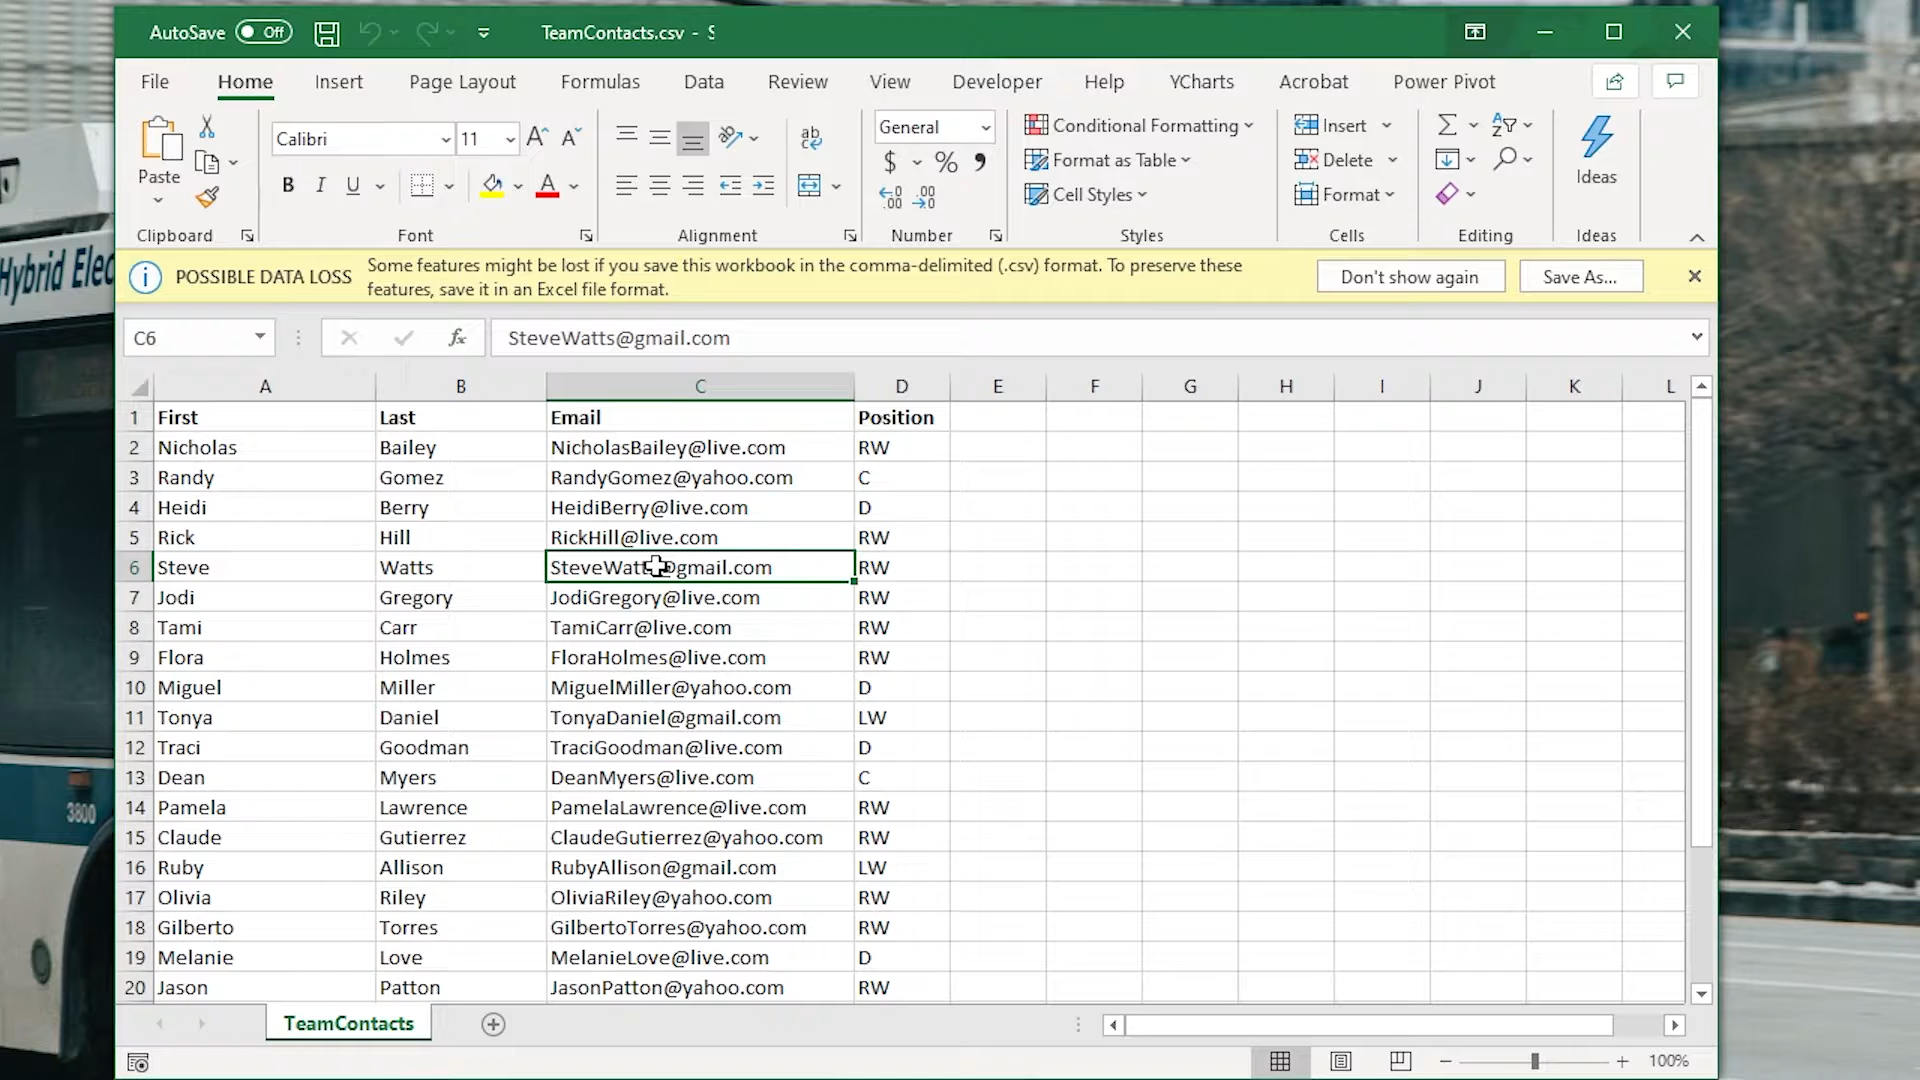 AutoSave Off TeamContacts.csv - S
File Home Insert Page Layout Formulas Data Review View Developer Help YCharts Acrobat Power Pivot
Paste
Calibri 11
B I U A
ab
General
$ % 9
Conditional Formatting
Format as Table
Cell Styles
Insert
Delete
Format
Ideas
Clipboard Font Alignment Number Styles Cells Editing Ideas
POSSIBLE DATA LOSS Some features might be lost if you save this workbook in the comma-delimited (.csv) format. To preserve these
features, save it in an Excel file format.
Don't show again Save As...
C6 fx SteveWatts@gmail.com
A B C D E F G H I J K L
1 First Last Email Position
2 Nicholas Bailey NicholasBailey@live.com RW
3 Randy Gomez RandyGomez@yahoo.com C
4 Heidi Berry HeidiBerry@live.com D
5 Rick Hill RickHill@live.com RW
6 Steve Watts SteveWatts@gmail.com RW
7 Jodi Gregory JodiGregory@live.com RW
8 Tami Carr TamiCarr@live.com RW
9 Flora Holmes FloraHolmes@live.com RW
10 Miguel Miller MiguelMiller@yahoo.com D
11 Tonya Daniel TonyaDaniel@gmail.com LW
12 Traci Goodman TraciGoodman@live.com D
13 Dean Myers DeanMyers@live.com C
14 Pamela Lawrence PamelaLawrence@live.com RW
15 Claude Gutierrez ClaudeGutierrez@yahoo.com RW
16 Ruby Allison RubyAllison@gmail.com LW
17 Olivia Riley OliviaRiley@yahoo.com RW
18 Gilberto Torres GilbertoTorres@yahoo.com RW
19 Melanie Love MelanieLove@live.com D
20 Jason Patton JasonPatton@yahoo.com RW
TeamContacts
100%
Hybrid Elec
3800